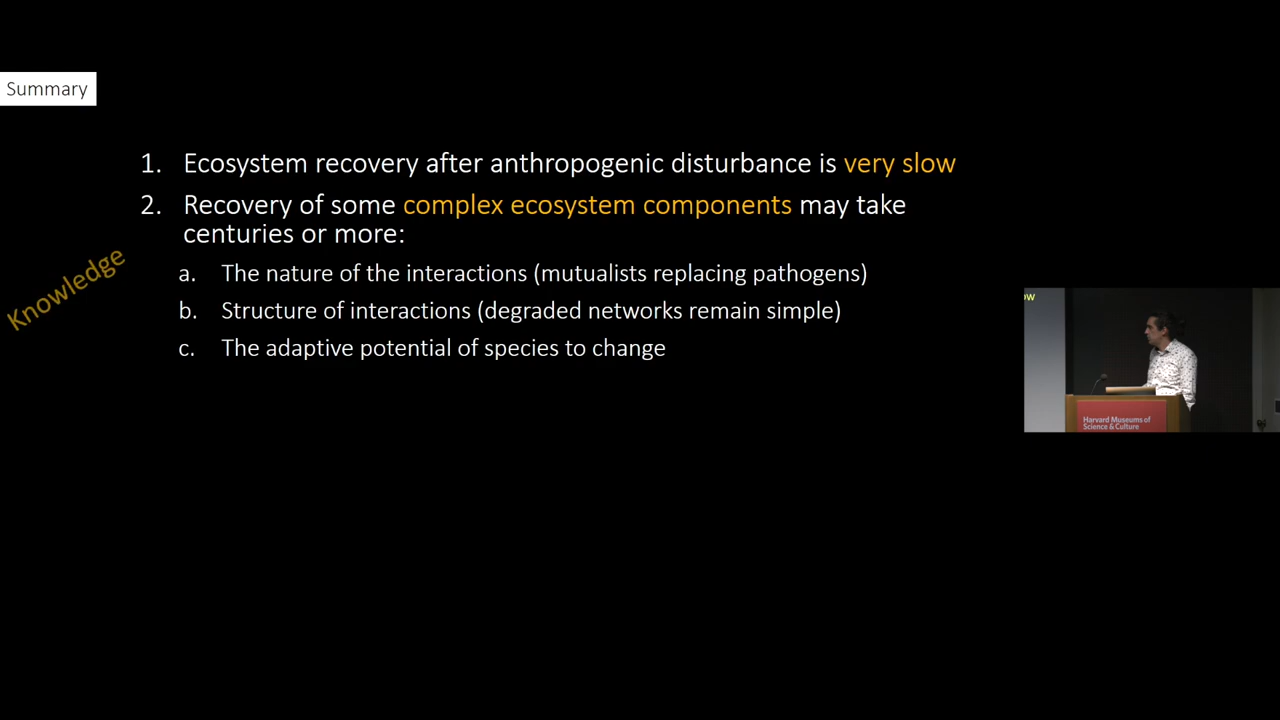 Summary
1. Ecosystem recovery after anthropogenic disturbance is very slow
2. Recovery of some complex ecosystem components may take
centuries or more:
Knowledge
a. The nature of the interactions (mutualists replacing pathogens)
b. Structure of interactions (degraded networks remain simple)
c. The adaptive potential of species to change
ow
Harvard Museums of
Science & Culture